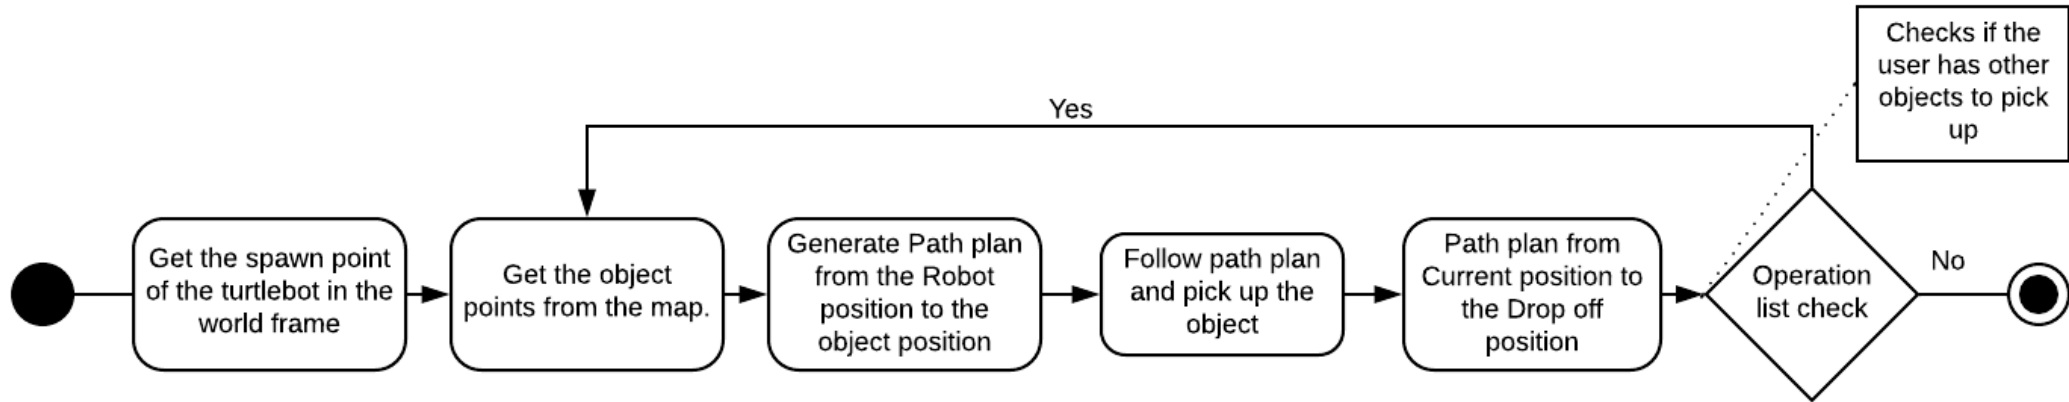 Checks if the
user has other
objects to pick
up
Yes
Get the spawn point
of the turtlebot in the
world frame
Get the object
points from the map.
Generate Path plan
from the Robot
position to the
object position
Follow path plan
and pick up the
object
Path plan from
Current position to
the Drop off
position
Operation
list check
No